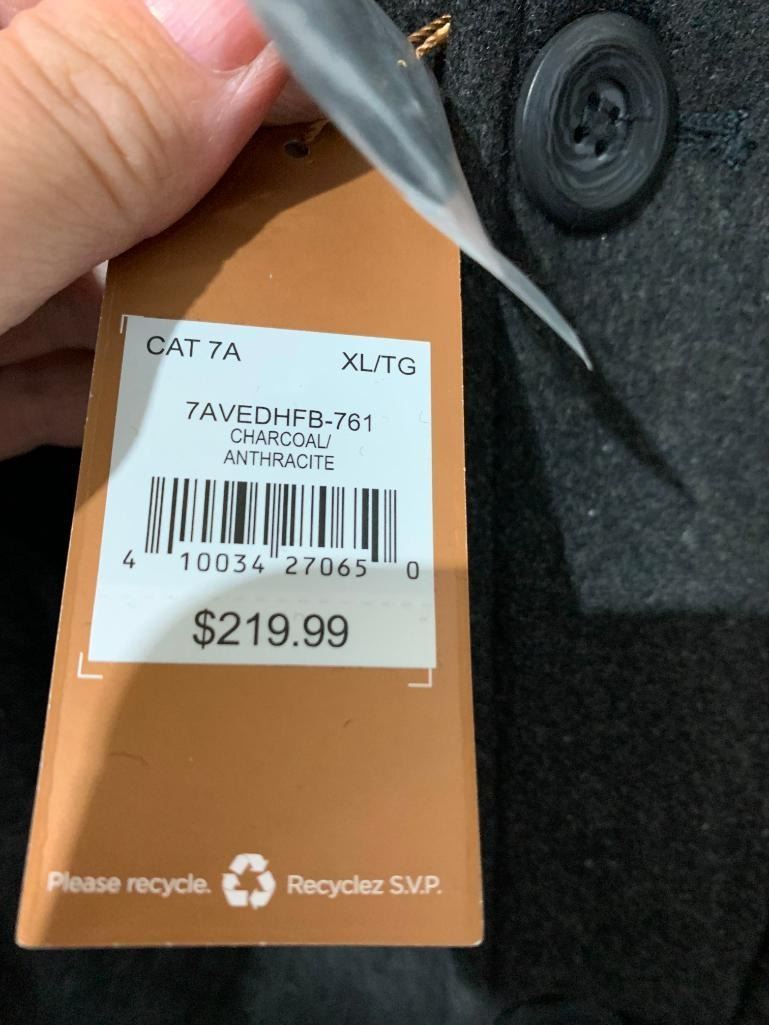 CAT 7A XL/TG
7AVEDHFB-761
CHARCOAL/
ANTHRACITE
4 10034 27065 0
$219.99
Please recycle. Recyclez S.V.P.